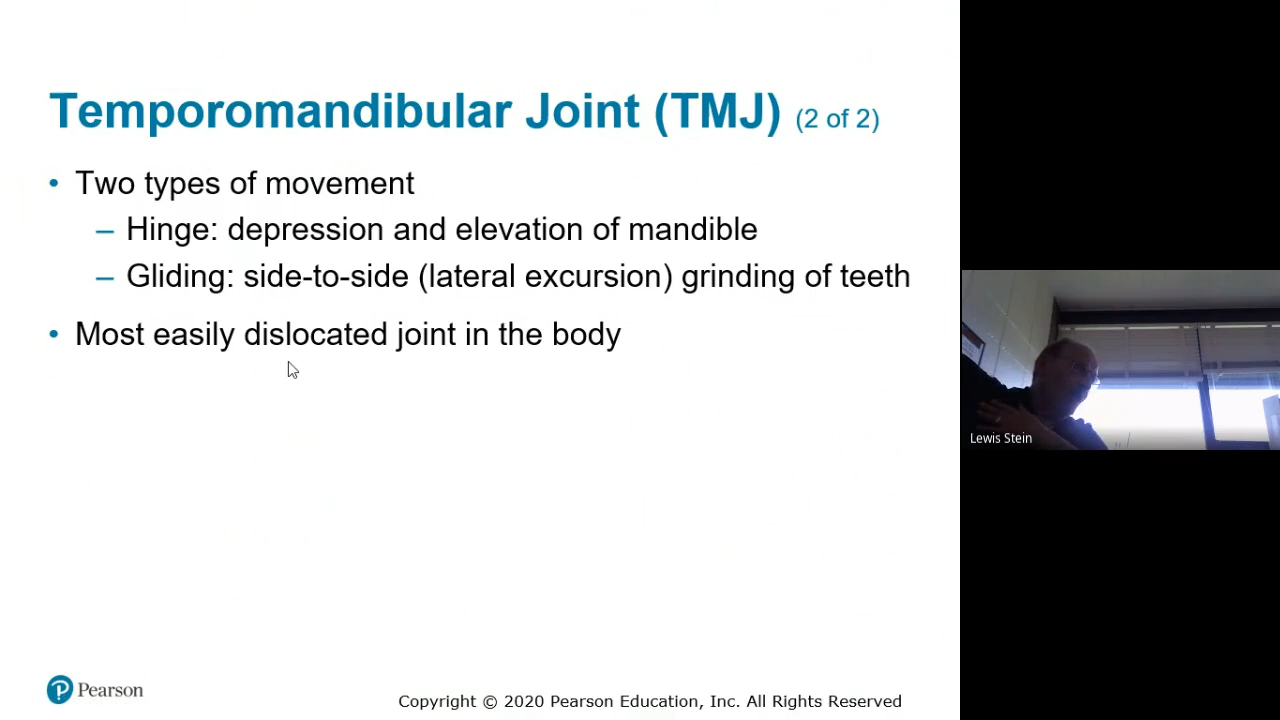 Temporomandibular Joint (TMJ) (2 of 2)
• Two types of movement
– Hinge: depression and elevation of mandible
– Gliding: side-to-side (lateral excursion) grinding of teeth
• Most easily dislocated joint in the body
Lewis Stein
Pearson
Copyright © 2020 Pearson Education, Inc. All Rights Reserved